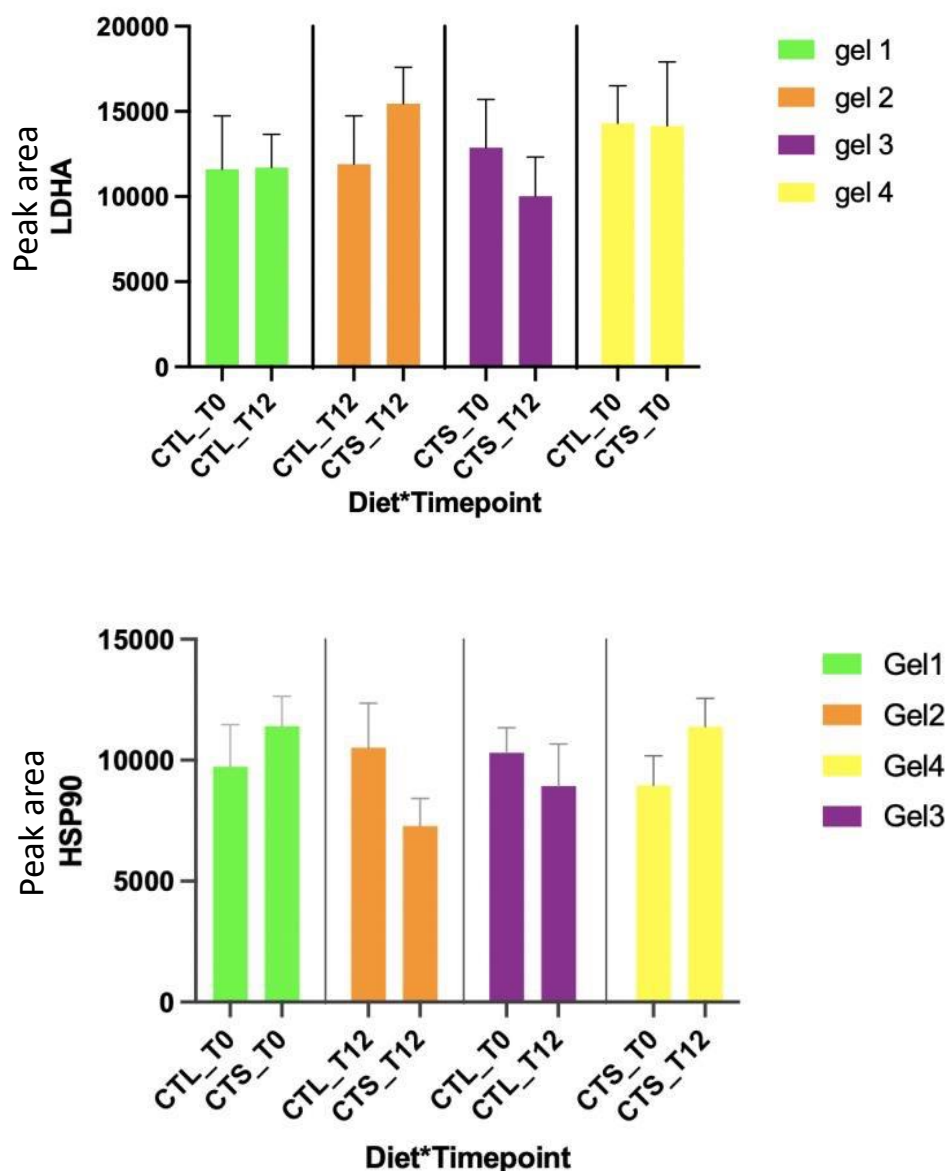 20000
15000
10000
5000
0
Peak area
LDHA
CTL_T0
CTL_T12
CTL_T12
CTS_T12
CTS_T0
CTS_T12
CTL_T0
CTS_T0
Diet*Timepoint
gel 1
gel 2
gel 3
gel 4
15000
10000
5000
0
Peak area
HSP90
CTL_T0
CTS_T0
CTL_T12
CTS_T12
CTL_T0
CTL_T12
CTS_T0
CTS_T12
Diet*Timepoint
Gel1
Gel2
Gel4
Gel3